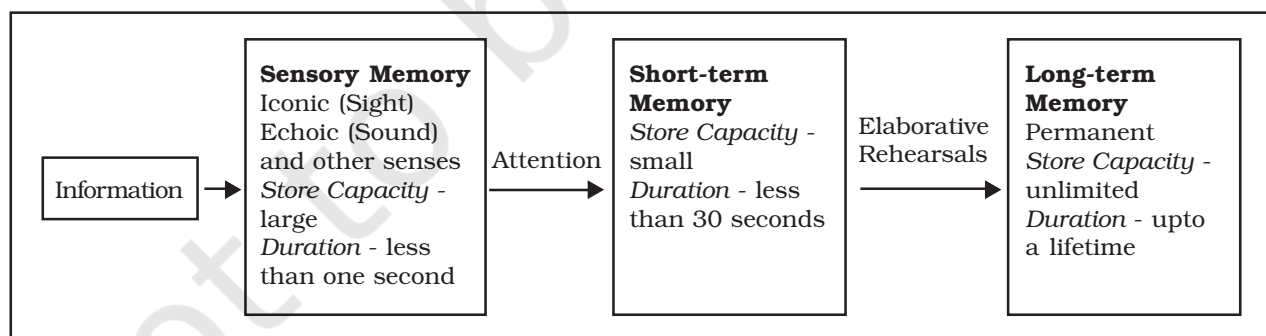 Information
Sensory Memory
Iconic (Sight)
Echoic (Sound)
and other senses
Store Capacity -
large
Duration - less
than one second
Attention
Short-term
Memory
Store Capacity -
small
Duration - less
than 30 seconds
Elaborative
Rehearsals
Long-term
Memory
Permanent
Store Capacity -
unlimited
Duration - upto
a lifetime